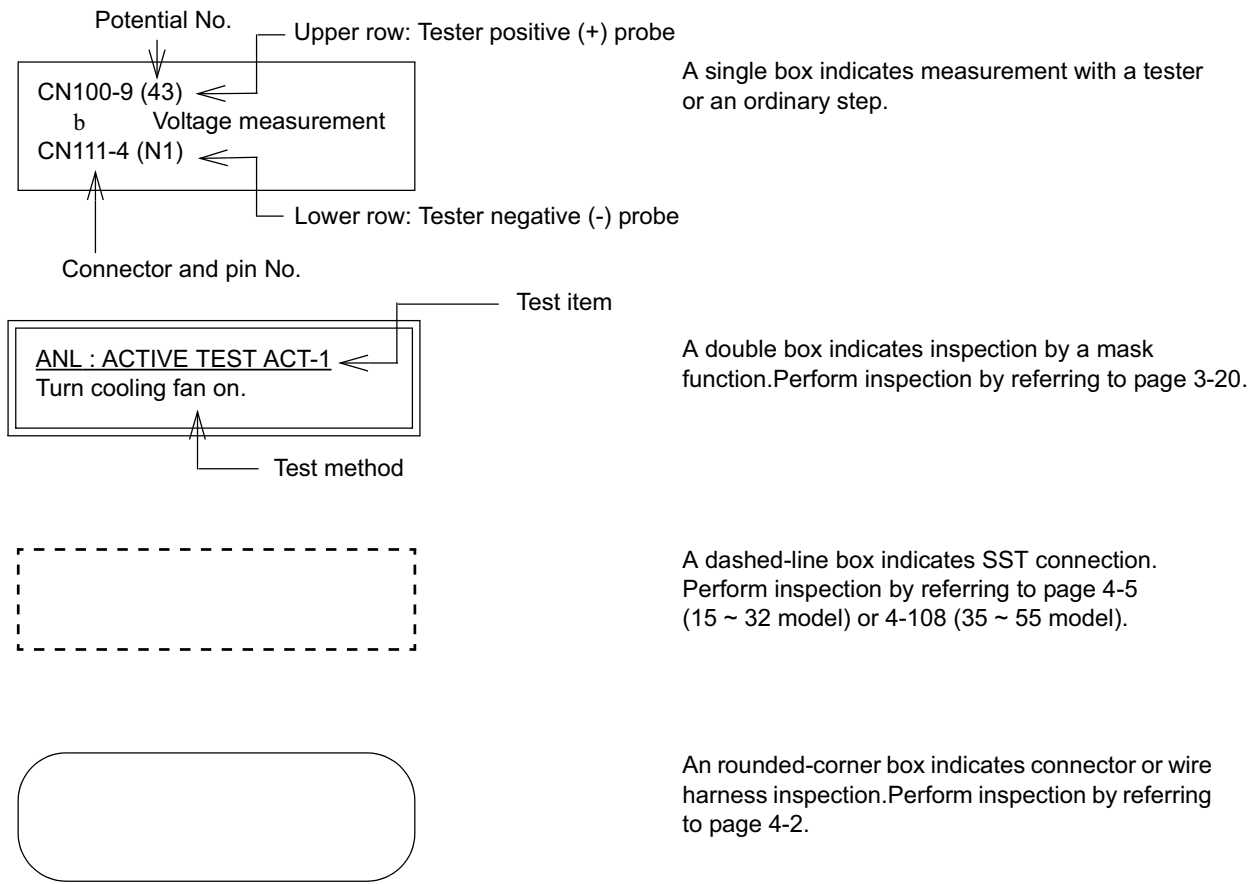 Potential No.
Upper row: Tester positive (+) probe
CN100-9 (43)
b Voltage measurement
CN111-4 (N1)
Lower row: Tester negative (-) probe
Connector and pin No.
A single box indicates measurement with a tester
or an ordinary step.
Test item
ANL : ACTIVE TEST ACT-1
Turn cooling fan on.
Test method
A double box indicates inspection by a mask
function.Perform inspection by referring to page 3-20.
A dashed-line box indicates SST connection.
Perform inspection by referring to page 4-5
(15 ~ 32 model) or 4-108 (35 ~ 55 model).
An rounded-corner box indicates connector or wire
harness inspection.Perform inspection by referring
to page 4-2.